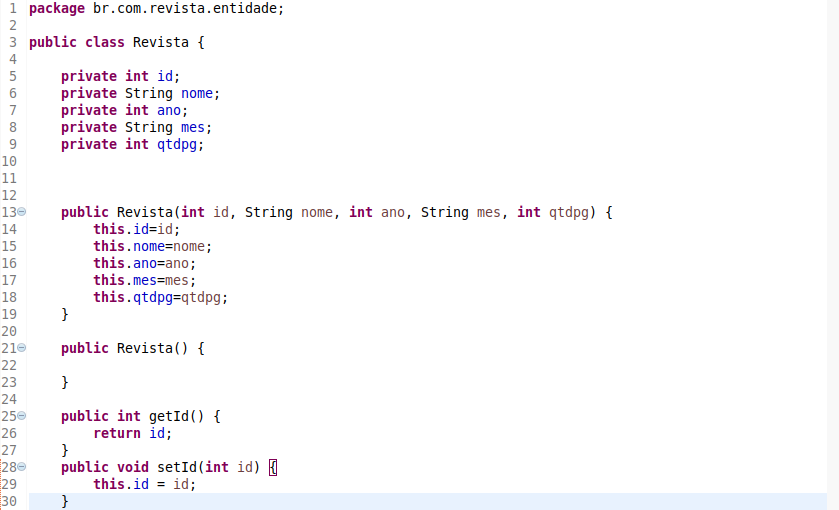 1 package br.com.revista.entidade;
2
3 public class Revista {
4
5     private int id;
6     private String nome;
7     private int ano;
8     private String mes;
9     private int qtdpg;
10
11
12
13     public Revista(int id, String nome, int ano, String mes, int qtdpg) {
14         this.id=id;
15         this.nome=nome;
16         this.ano=ano;
17         this.mes=mes;
18         this.qtdpg=qtdpg;
19     }
20
21     public Revista() {
22
23     }
24
25     public int getId() {
26         return id;
27     }
28     public void setId(int id) {
29         this.id = id;
30     }